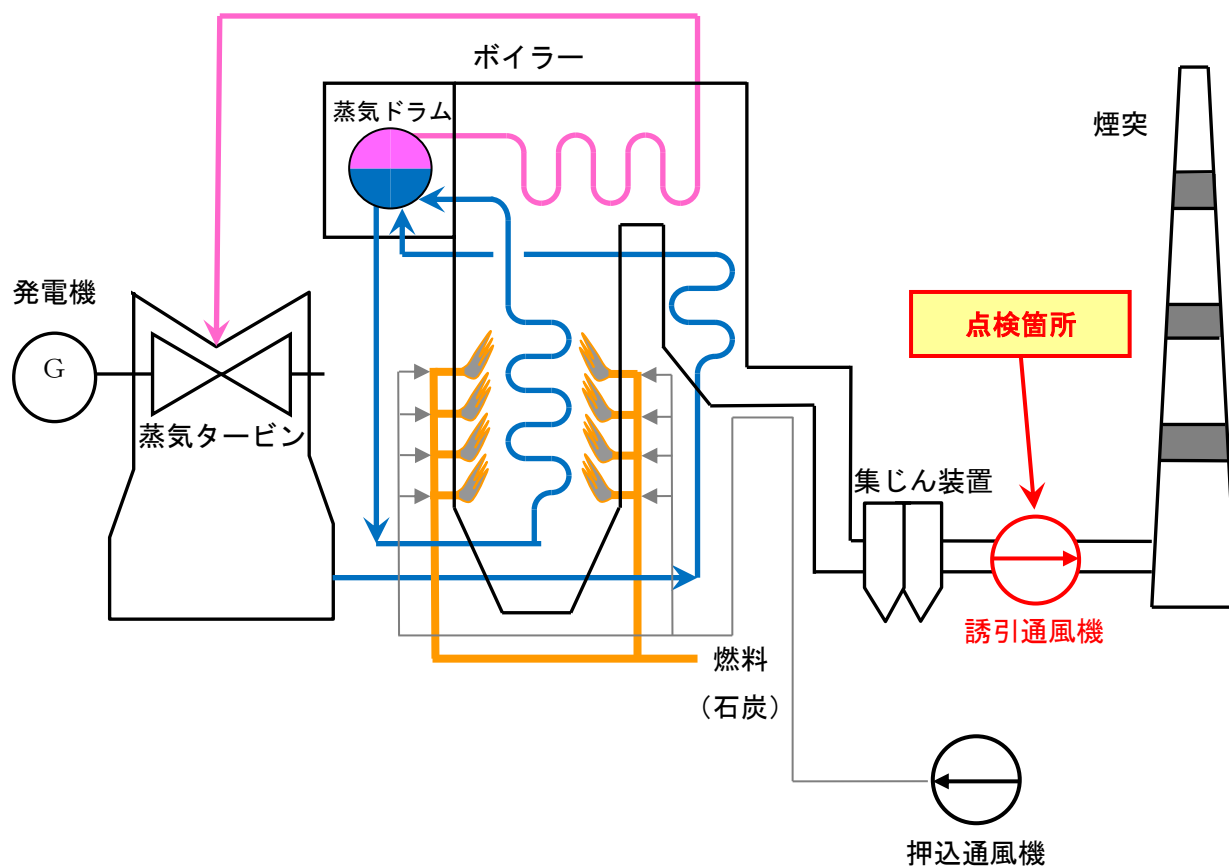 ボイラー
蒸気ドラム
煙突
発電機
G
点検箇所
蒸気タービン
集じん装置
誘引通風機
燃料
（石炭）
押込通風機